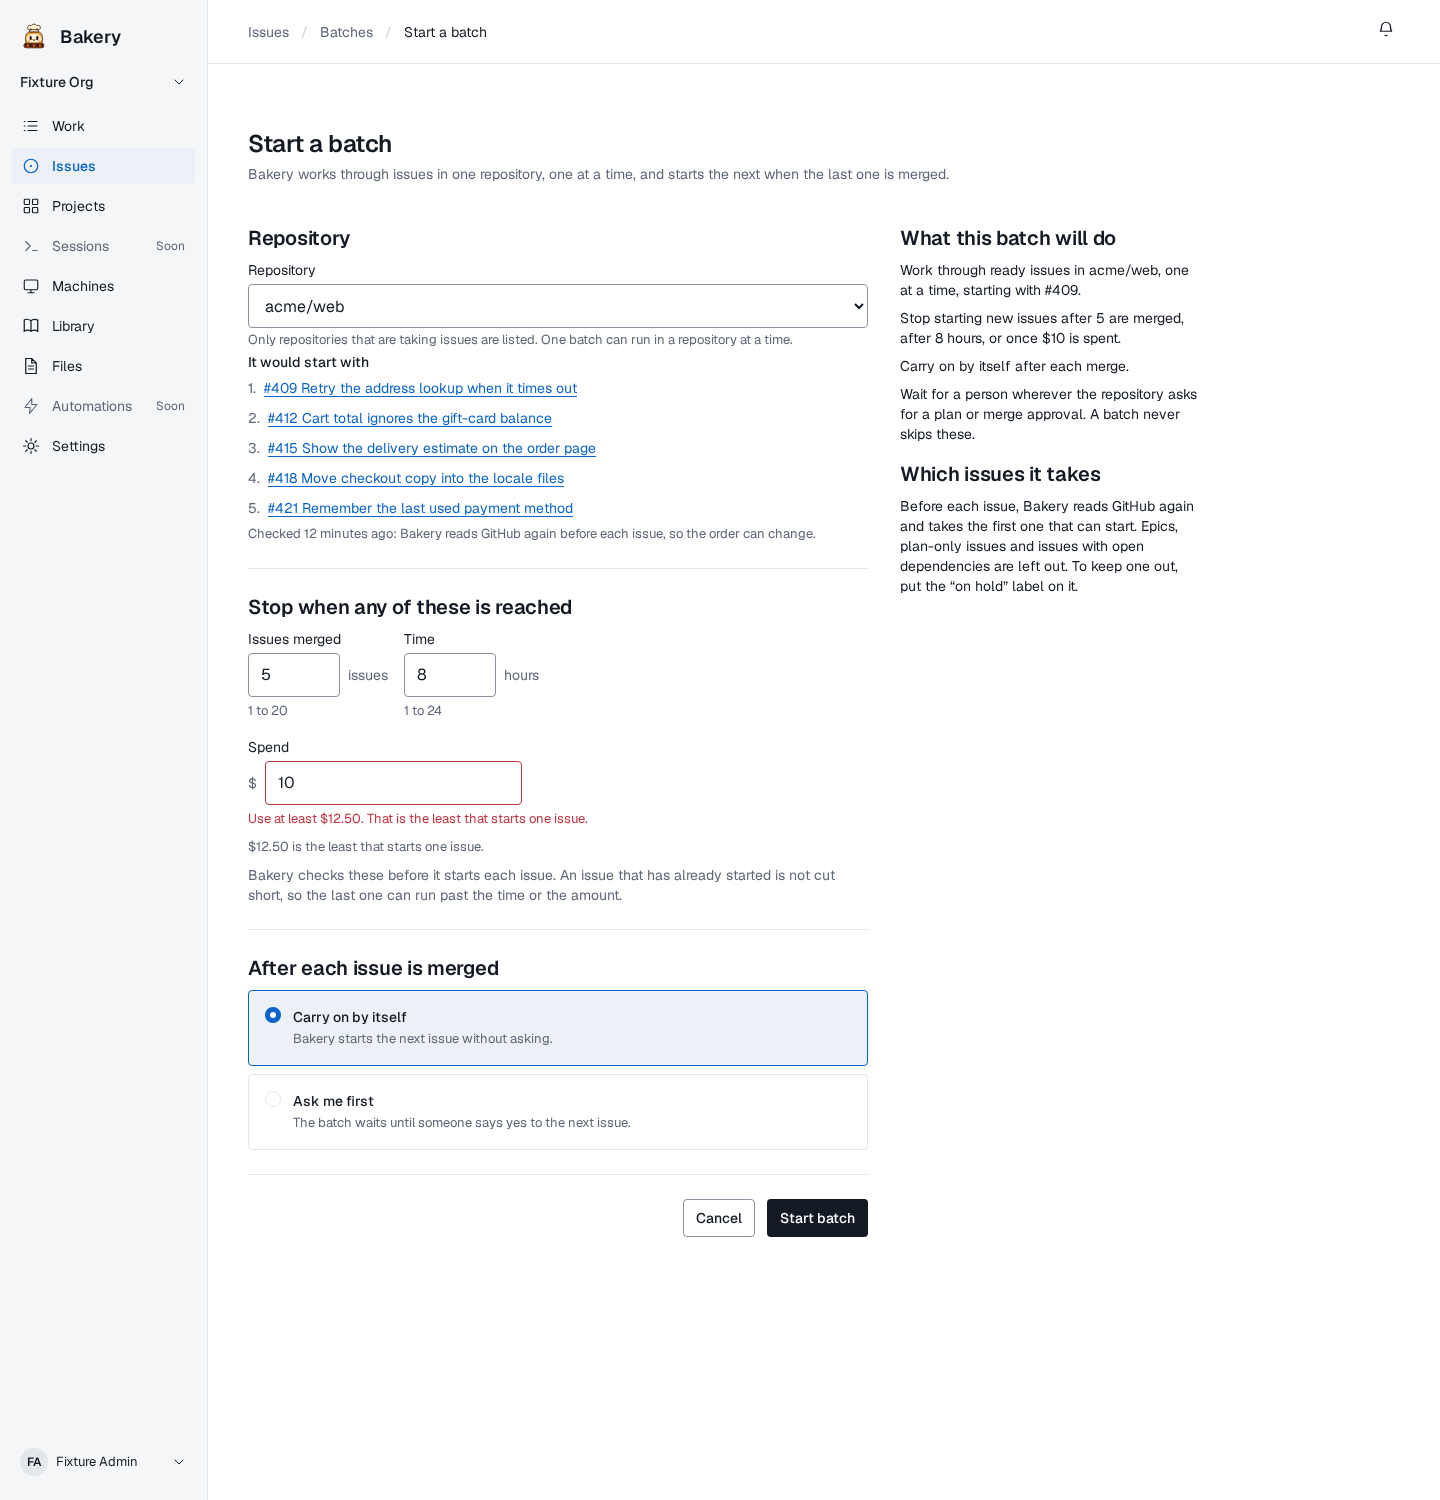 Bakery
Fixture Org
Work
Issues
Projects
Sessions Soon
Machines
Library
Files
Automations Soon
Settings
FA Fixture Admin
Issues / Batches / Start a batch
Start a batch
Bakery works through issues in one repository, one at a time, and starts the next when the last one is merged.
Repository
Repository
acme/web
Only repositories that are taking issues are listed. One batch can run in a repository at a time.
It would start with
1. #409 Retry the address lookup when it times out
2. #412 Cart total ignores the gift-card balance
3. #415 Show the delivery estimate on the order page
4. #418 Move checkout copy into the locale files
5. #421 Remember the last used payment method
Checked 12 minutes ago: Bakery reads GitHub again before each issue, so the order can change.
Stop when any of these is reached
Issues merged Time
5 issues 8 hours
1 to 20 1 to 24
Spend
$ 10
Use at least $12.50. That is the least that starts one issue.
$12.50 is the least that starts one issue.
Bakery checks these before it starts each issue. An issue that has already started is not cut
short, so the last one can run past the time or the amount.
After each issue is merged
Carry on by itself
Bakery starts the next issue without asking.
Ask me first
The batch waits until someone says yes to the next issue.
Cancel Start batch
What this batch will do
Work through ready issues in acme/web, one
at a time, starting with #409.
Stop starting new issues after 5 are merged,
after 8 hours, or once $10 is spent.
Carry on by itself after each merge.
Wait for a person wherever the repository asks
for a plan or merge approval. A batch never
skips these.
Which issues it takes
Before each issue, Bakery reads GitHub again
and takes the first one that can start. Epics,
plan-only issues and issues with open
dependencies are left out. To keep one out,
put the “on hold” label on it.